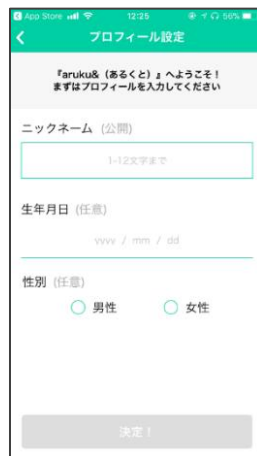 App Store 12:25 56%
プロフィール設定
『aruku&（あるくと）』へようこそ！
まずはプロフィールを入力してください
ニックネーム (公開)
1-12文字まで
生年月日 (任意)
yyyy / mm / dd
性別 (任意)
男性 女性
決定！